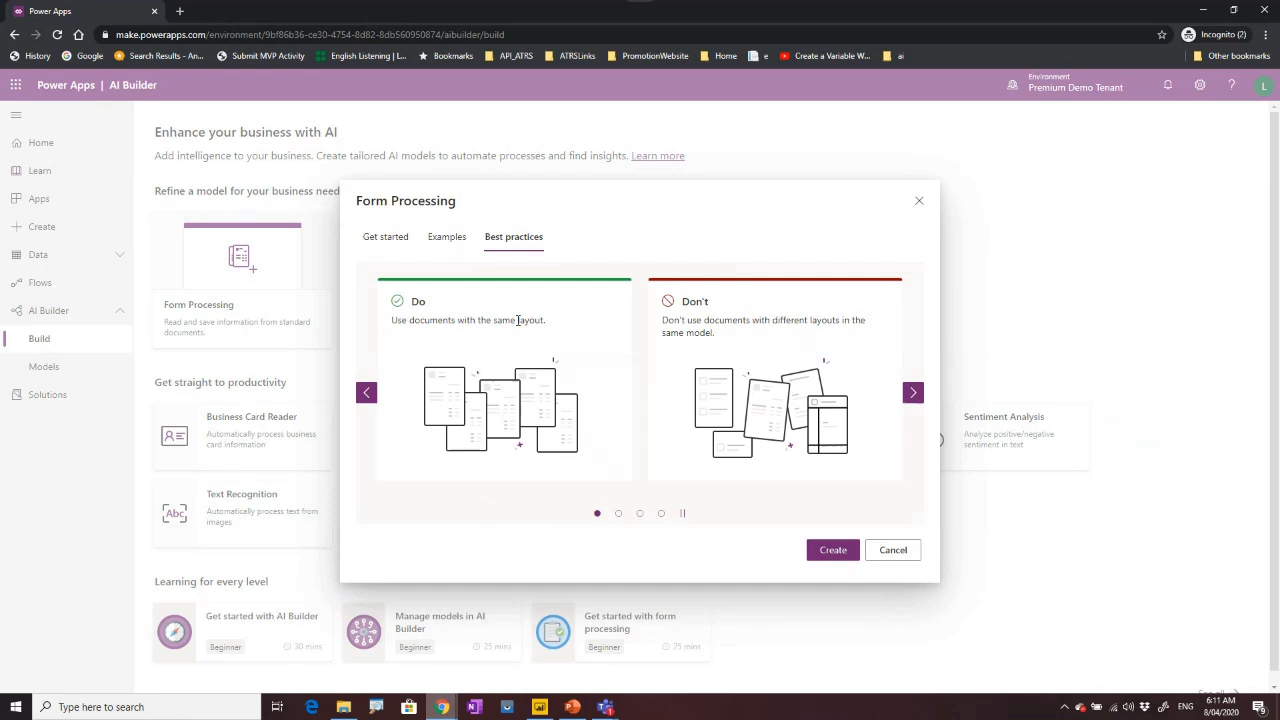 Power Apps
make.powerapps.com/environment/9bf86b36-ce30-4754-8d82-8db560950874/aibuilder/build
Incognito (2)
History
Google
Search Results - An...
Submit MVP Activity
English Listening | L...
Bookmarks
API_ATRS
ATRSLinks
PromotionWebsite
Home
e
Create a Variable W...
ai
Other bookmarks
Power Apps | AI Builder
Environment
Premium Demo Tenant
L
Home
Learn
Apps
Create
Data
Flows
AI Builder
Build
Models
Solutions
Enhance your business with AI
Add intelligence to your business. Create tailored AI models to automate processes and find insights. Learn more
Refine a model for your business need
Form Processing
Read and save information from standard
documents.
Get straight to productivity
Business Card Reader
Automatically process business
card information
Text Recognition
Abc
Automatically process text from
images
Sentiment Analysis
Analyze positive/negative
sentiment in text
Form Processing
Get started
Examples
Best practices
Do
Use documents with the same layout.
Don't
Don't use documents with different layouts in the
same model.
Create
Cancel
Learning for every level
Get started with AI Builder
Beginner
30 mins
Manage models in AI
Builder
Beginner
25 mins
Get started with form
processing
Beginner
25 mins
See all
Type here to search
ENG
6:11 AM
8/04/2020